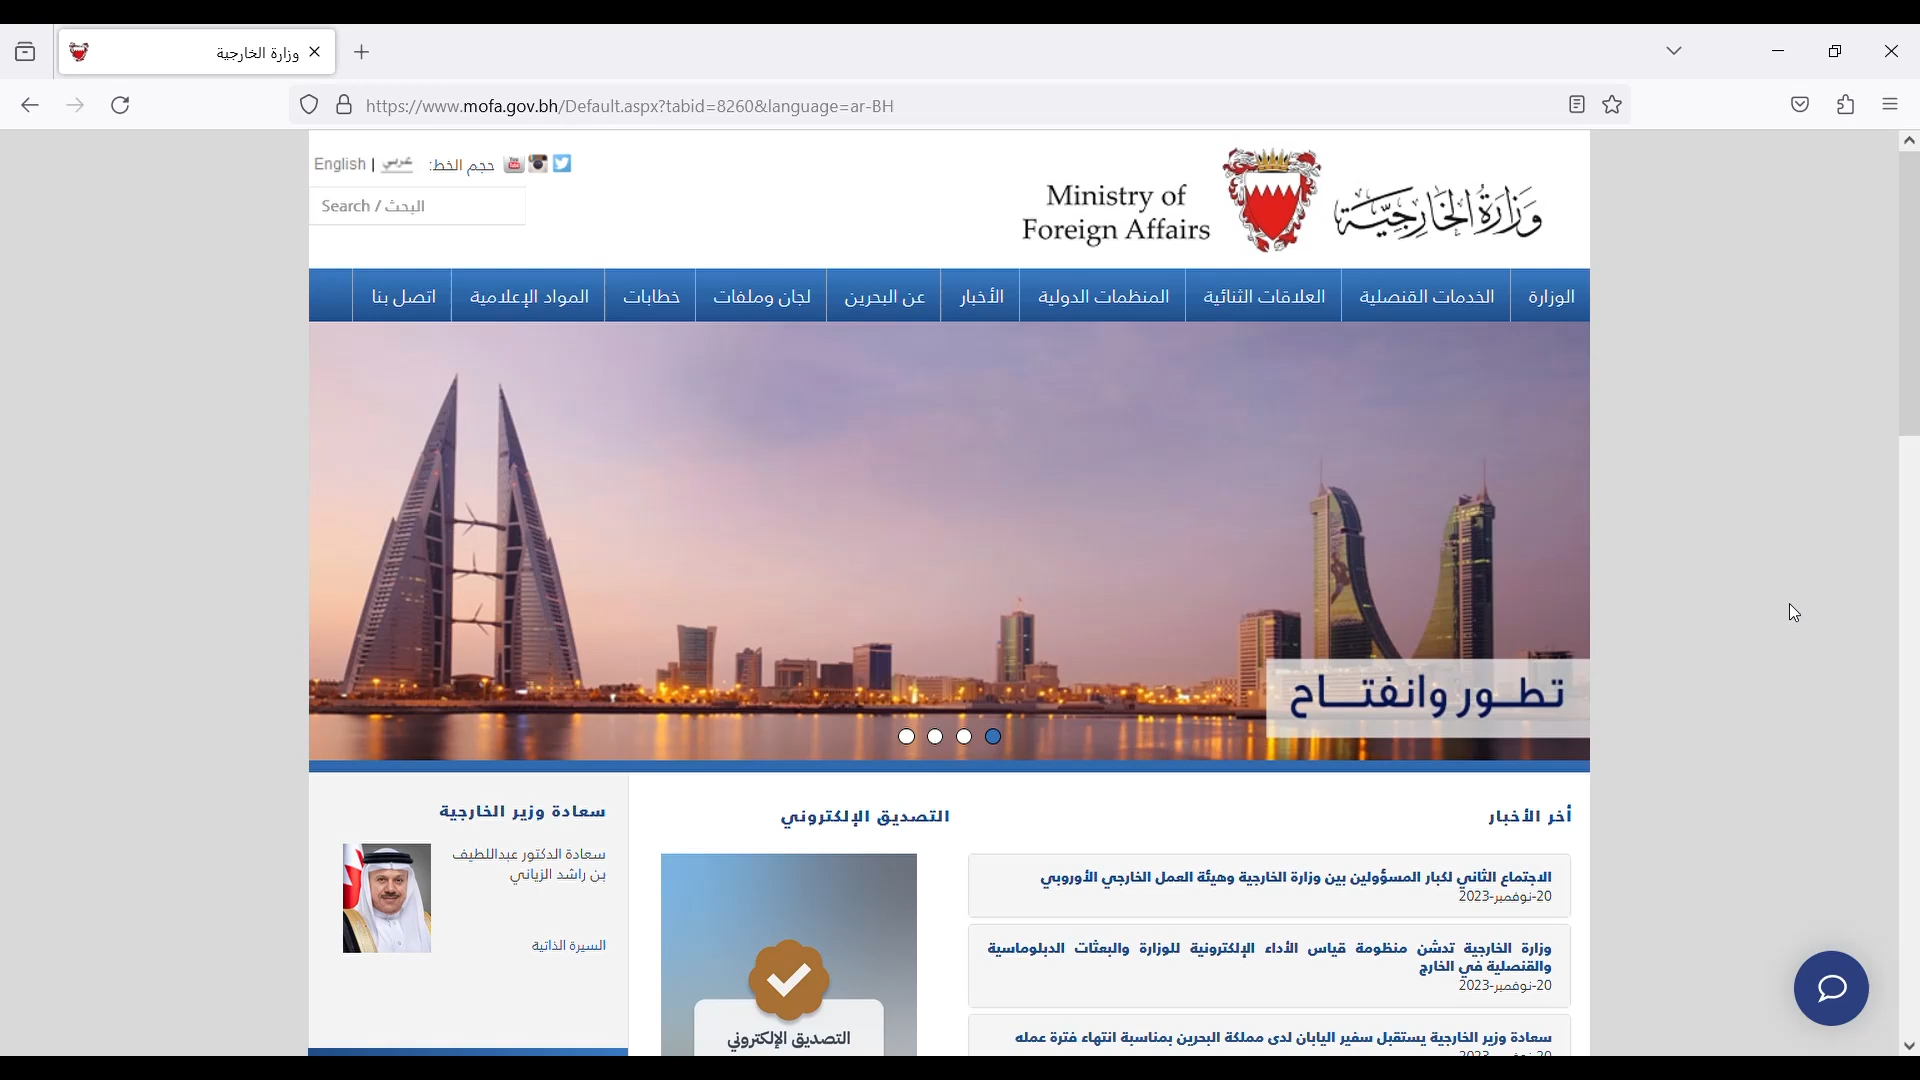 وزارة الخارجية
https://www.mofa.gov.bh/Default.aspx?tabid=8260&language=ar-BH
English | عربي حجم الخط:
Search / البحث
Ministry of
Foreign Affairs
وزارة الخارجية
الوزارة
الخدمات القنصلية
العلاقات الثنائية
المنظمات الدولية
الأخبار
عن البحرين
لجان وملفات
خطابات
المواد الإعلامية
اتصل بنا
تطـور وانفتـاح
أخر الأخبار
الاجتماع الثاني لكبار المسؤولين بين وزارة الخارجية وهيئة العمل الخارجي الأوروبي
20-نوفمبر-2023
وزارة الخارجية تدشن منظومة قياس الأداء الإلكترونية للوزارة والبعثات الدبلوماسية
والقنصلية في الخارج
20-نوفمبر-2023
سعادة وزير الخارجية يستقبل سفير اليابان لدى مملكة البحرين بمناسبة انتهاء فترة عمله
التصديق الإلكتروني
التصديق الإلكتروني
سعادة وزير الخارجية
سعادة الدكتور عبداللطيف
بن راشد الزياني
السيرة الذاتية